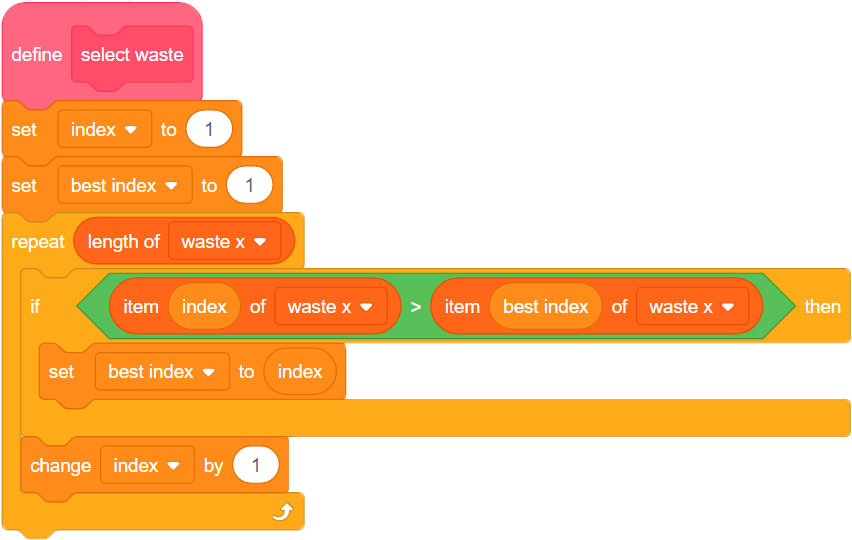 define select waste
set index to 1
set best index to 1
repeat length of waste x
if item index of waste x > item best index of waste x then
set best index to index
change index by 1